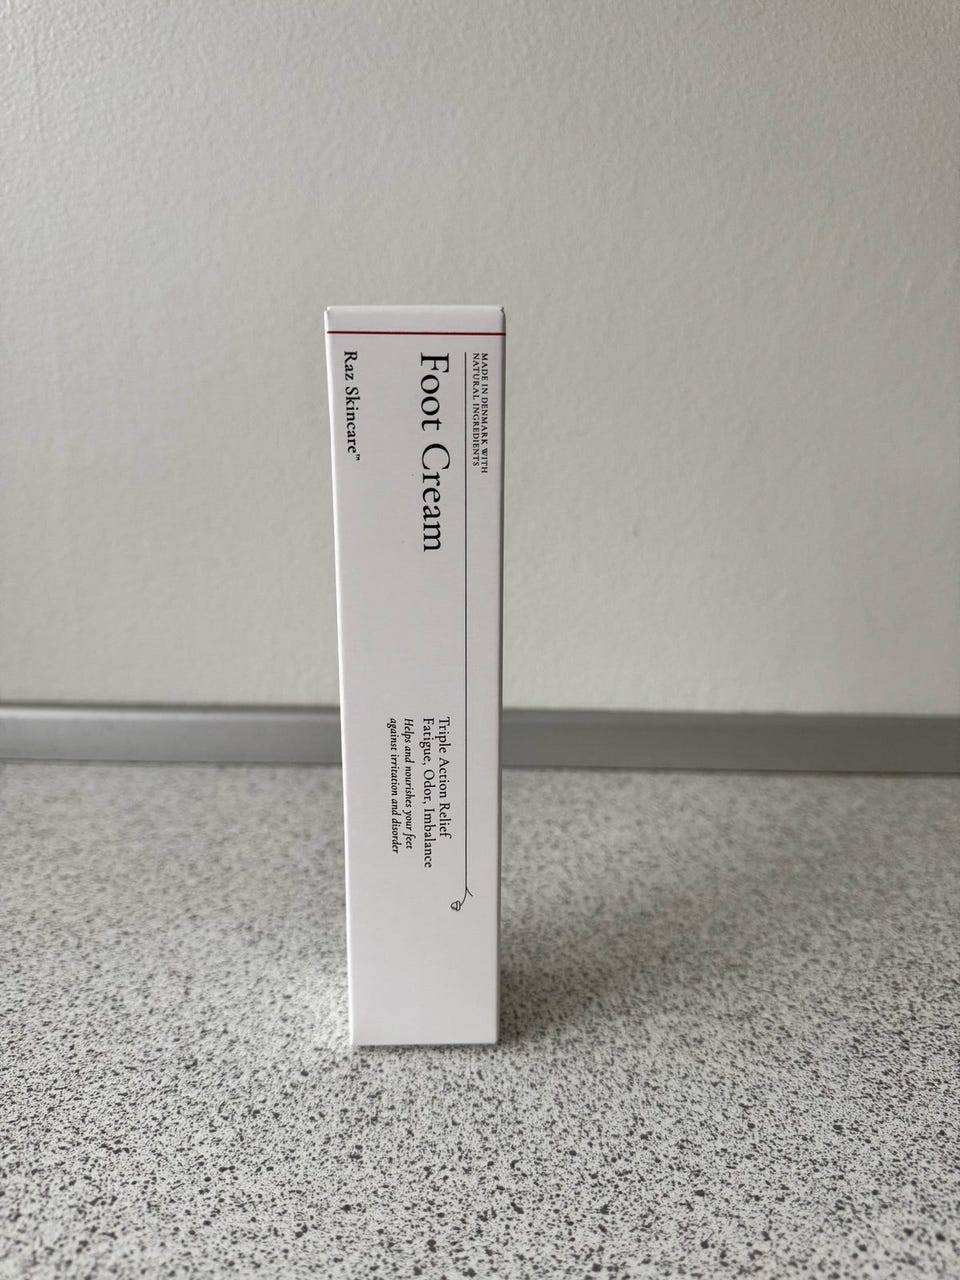 MADE IN DENMARK WITH
NATURAL INGREDIENTS
Foot Cream
Raz Skincare™
Triple Action Relief
Fatigue, Odor, Imbalance
Helps and nourishes your feet
against irritation and disorder